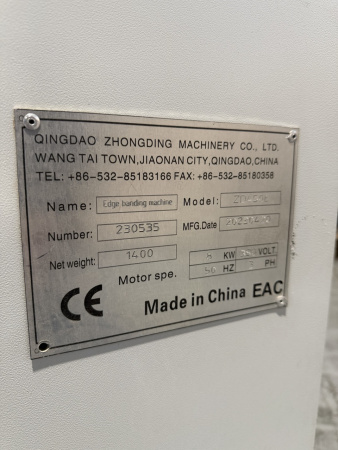 QINGDAO ZHONGDING MACHINERY CO., LTD.
WANG TAI TOWN,JIAONAN CITY,QINGDAO,CHINA
TEL: +86-532-85183166 FAX: +86-532-85180358
Name: Edge banding machine Model:
Number: 230535 MFG.Date
Net weight: 1400 KW VOLT
Motor spe. HZ PH
CE Made in China EAC